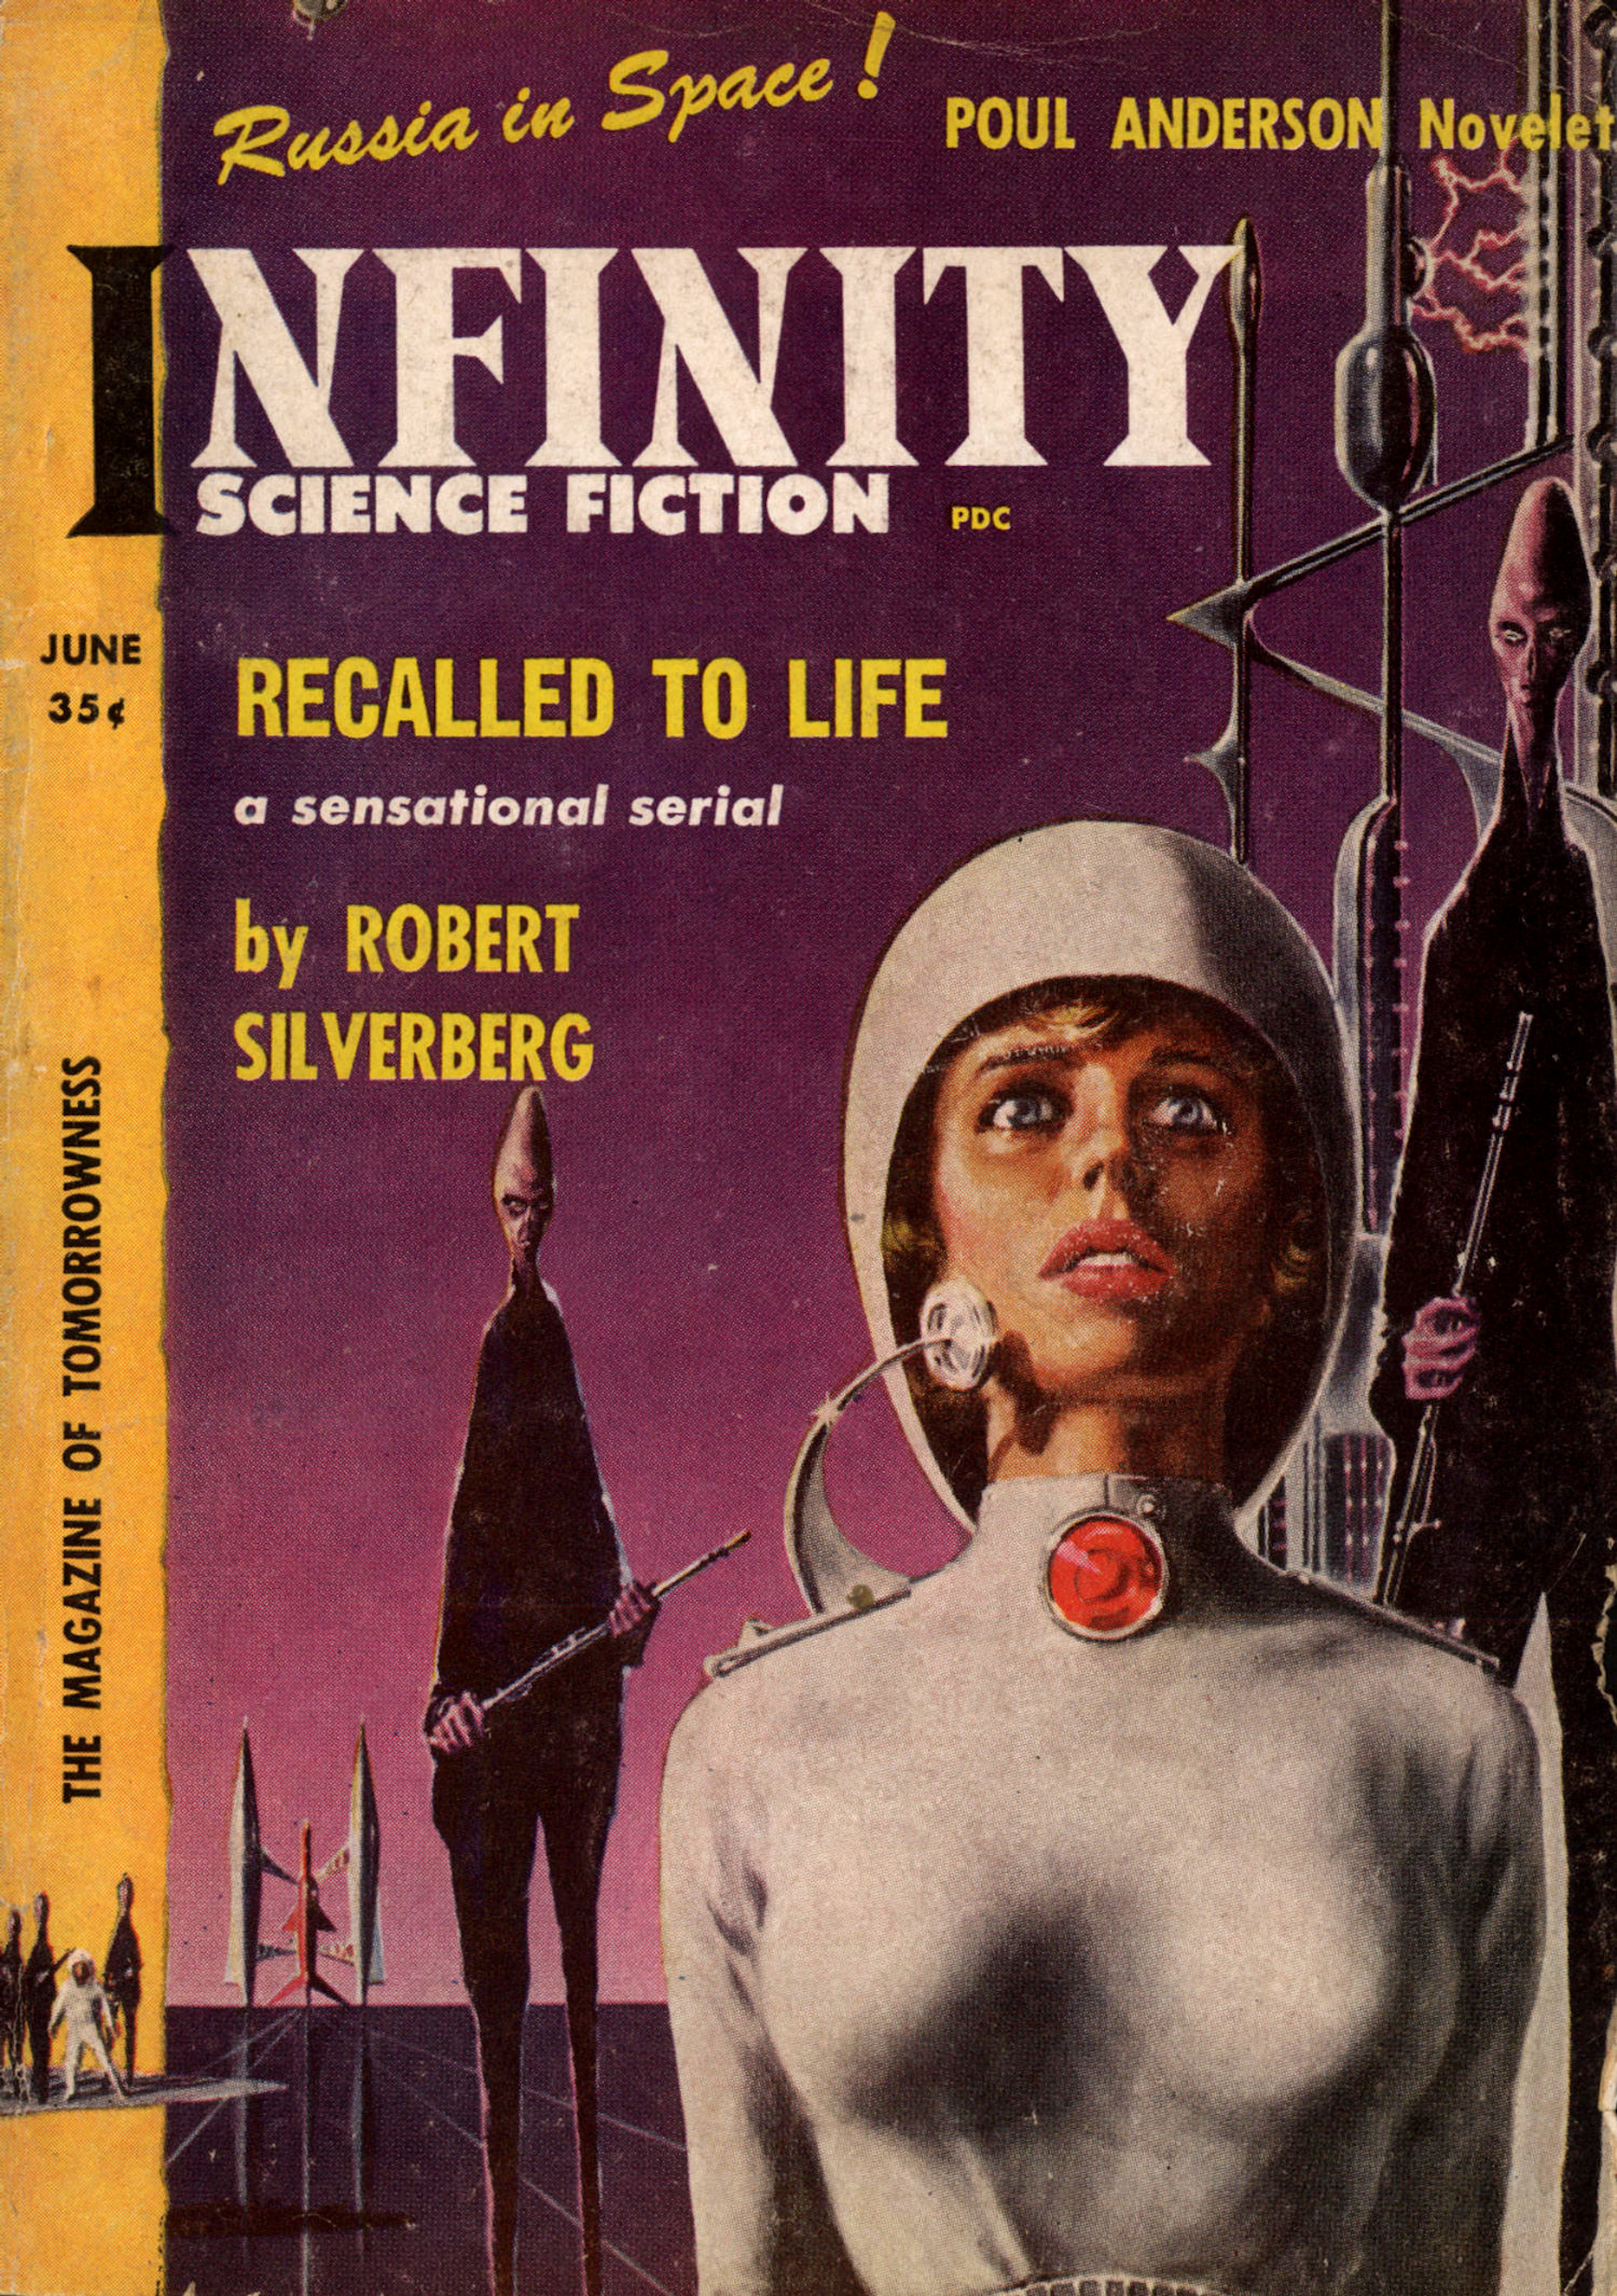 Russia in Space!
POUL ANDERSON Novelet
INFINITY
SCIENCE FICTION
PDC
JUNE
35¢
RECALLED TO LIFE
a sensational serial
by ROBERT
SILVERBERG
THE MAGAZINE OF TOMORROWNESS